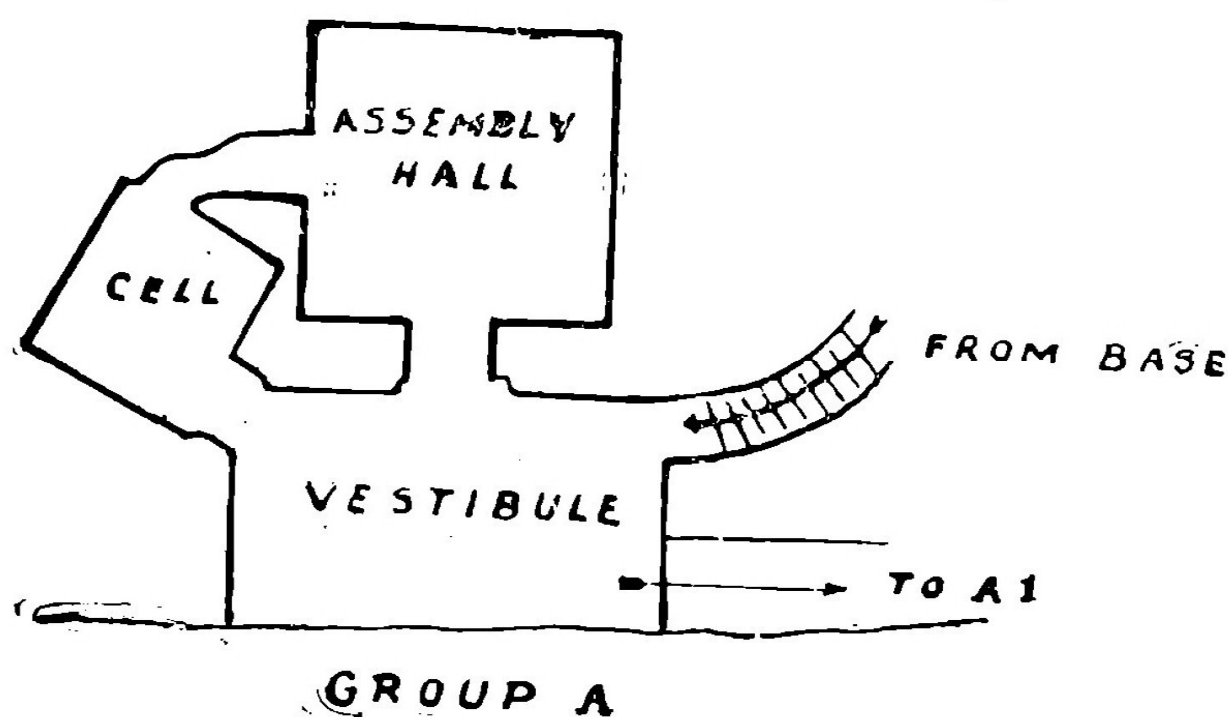 ASSEMBLY
HALL
CELL
FROM BASE
VESTIBULE
TO A1
GROUP A